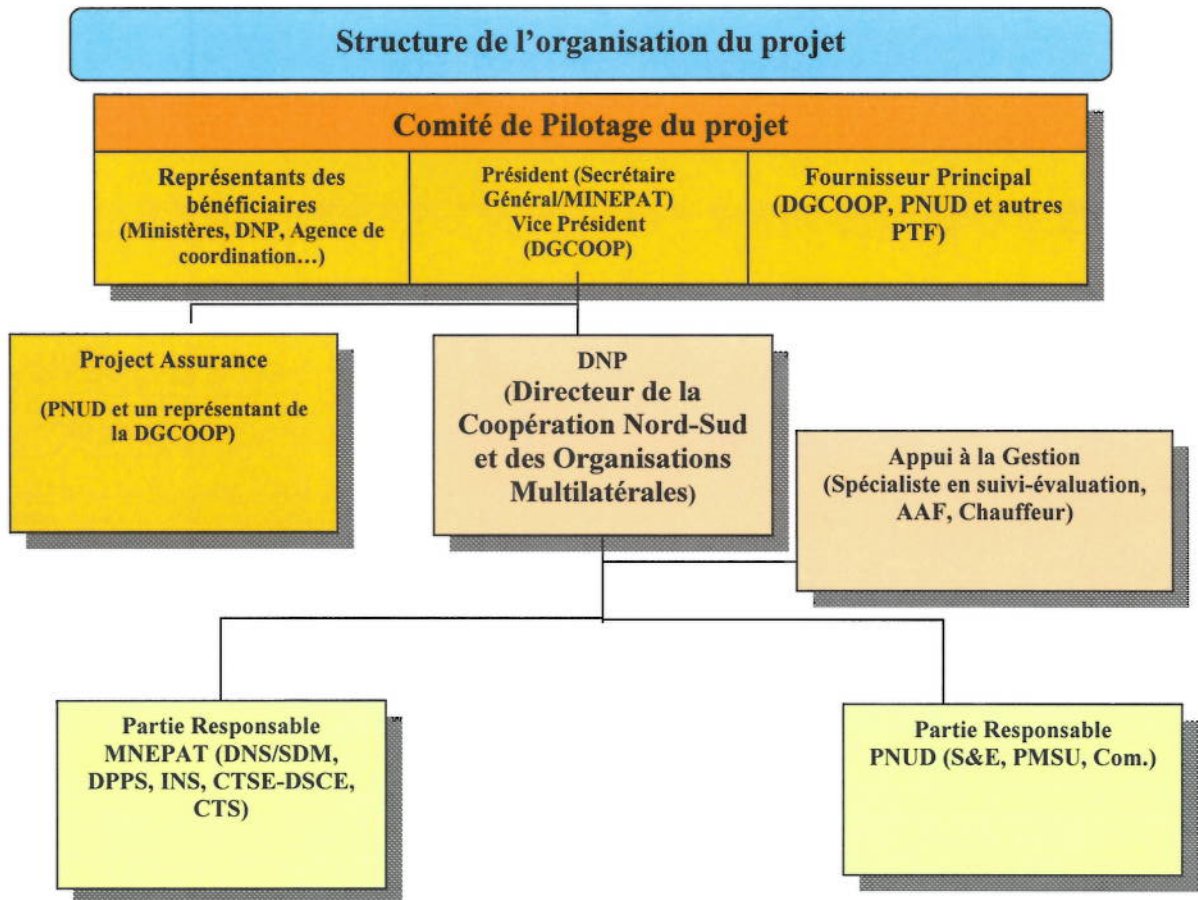 Structure de l'organisation du projet
Comité de Pilotage du projet
Représentants des
bénéficiaires
(Ministères, DNP, Agence de
coordination…)
Président (Secrétaire
Général/MINEPAT)
Vice Président
(DGCOOP)
Fournisseur Principal
(DGCOOP, PNUD et autres
PTF)
Project Assurance
(PNUD et un représentant de
la DGCOOP)
DNP
(Directeur de la
Coopération Nord-Sud
et des Organisations
Multilatérales)
Appui à la Gestion
(Spécialiste en suivi-évaluation,
AAF, Chauffeur)
Partie Responsable
MNEPAT (DNS/SDM,
DPPS, INS, CTSE-DSCE,
CTS)
Partie Responsable
PNUD (S&E, PMSU, Com.)